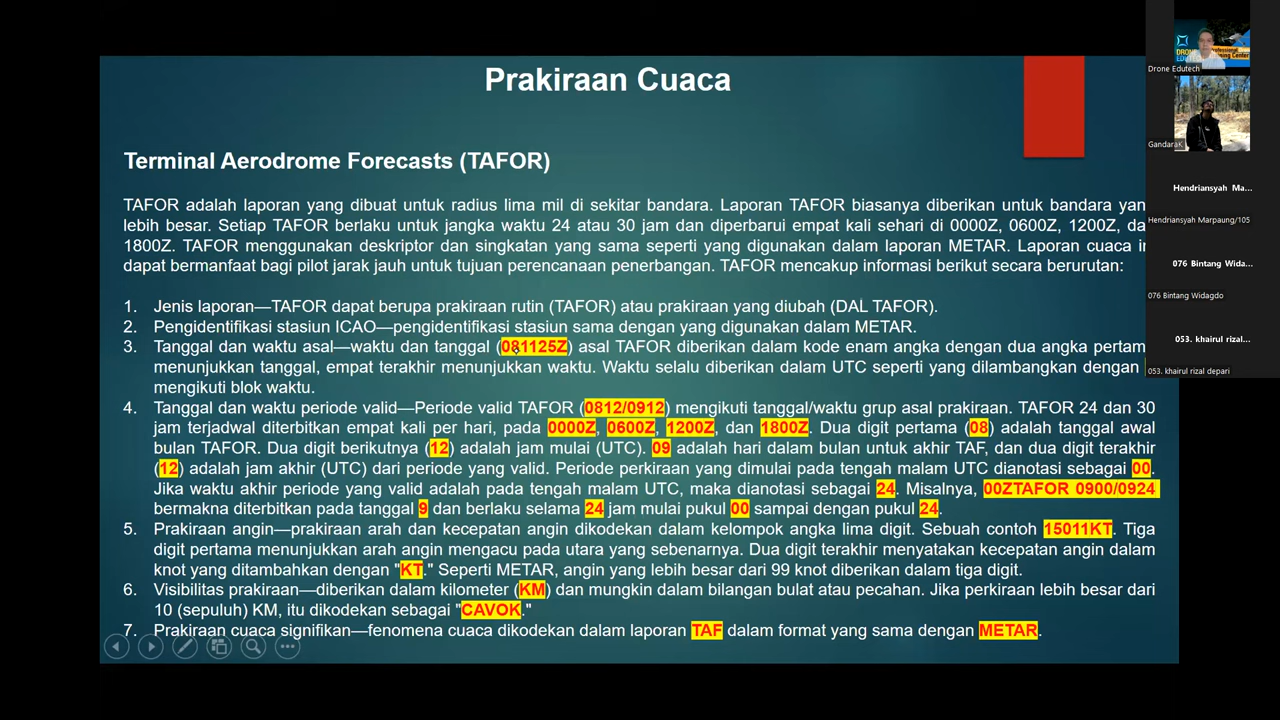 Prakiraan Cuaca
Terminal Aerodrome Forecasts (TAFOR)
TAFOR adalah laporan yang dibuat untuk radius lima mil di sekitar bandara. Laporan TAFOR biasanya diberikan untuk bandara yan
lebih besar. Setiap TAFOR berlaku untuk jangka waktu 24 atau 30 jam dan diperbarui empat kali sehari di 0000Z, 0600Z, 1200Z, da
1800Z. TAFOR menggunakan deskriptor dan singkatan yang sama seperti yang digunakan dalam laporan METAR. Laporan cuaca in
dapat bermanfaat bagi pilot jarak jauh untuk tujuan perencanaan penerbangan. TAFOR mencakup informasi berikut secara berurutan:
1. Jenis laporan—TAFOR dapat berupa prakiraan rutin (TAFOR) atau prakiraan yang diubah (DAL TAFOR).
2. Pengidentifikasi stasiun ICAO—pengidentifikasi stasiun sama dengan yang digunakan dalam METAR.
3. Tanggal dan waktu asal—waktu dan tanggal (081125Z) asal TAFOR diberikan dalam kode enam angka dengan dua angka pertam
menunjukkan tanggal, empat terakhir menunjukkan waktu. Waktu selalu diberikan dalam UTC seperti yang dilambangkan dengan
mengikuti blok waktu.
4. Tanggal dan waktu periode valid—Periode valid TAFOR (0812/0912) mengikuti tanggal/waktu grup asal prakiraan. TAFOR 24 dan 30
jam terjadwal diterbitkan empat kali per hari, pada 0000Z, 0600Z, 1200Z, dan 1800Z. Dua digit pertama (08) adalah tanggal awal
bulan TAFOR. Dua digit berikutnya (12) adalah jam mulai (UTC). 09 adalah hari dalam bulan untuk akhir TAF, dan dua digit terakhir
(12) adalah jam akhir (UTC) dari periode yang valid. Periode perkiraan yang dimulai pada tengah malam UTC dianotasi sebagai 00.
Jika waktu akhir periode yang valid adalah pada tengah malam UTC, maka dianotasi sebagai 24. Misalnya, 00ZTAFOR 0900/0924
bermakna diterbitkan pada tanggal 9 dan berlaku selama 24 jam mulai pukul 00 sampai dengan pukul 24.
5. Prakiraan angin—prakiraan arah dan kecepatan angin dikodekan dalam kelompok angka lima digit. Sebuah contoh 15011KT. Tiga
digit pertama menunjukkan arah angin mengacu pada utara yang sebenarnya. Dua digit terakhir menyatakan kecepatan angin dalam
knot yang ditambahkan dengan "KT." Seperti METAR, angin yang lebih besar dari 99 knot diberikan dalam tiga digit.
6. Visibilitas prakiraan—diberikan dalam kilometer (KM) dan mungkin dalam bilangan bulat atau pecahan. Jika perkiraan lebih besar dari
10 (sepuluh) KM, itu dikodekan sebagai "CAVOK."
7. Prakiraan cuaca signifikan—fenomena cuaca dikodekan dalam laporan TAF dalam format yang sama dengan METAR.
Drone Edutech
GandaraK
Hendriansyah Ma...
Hendriansyah Marpaung/105
076 Bintang Wida...
076 Bintang Widagdo
053. khairul rizal...
053. khairul rizal depari